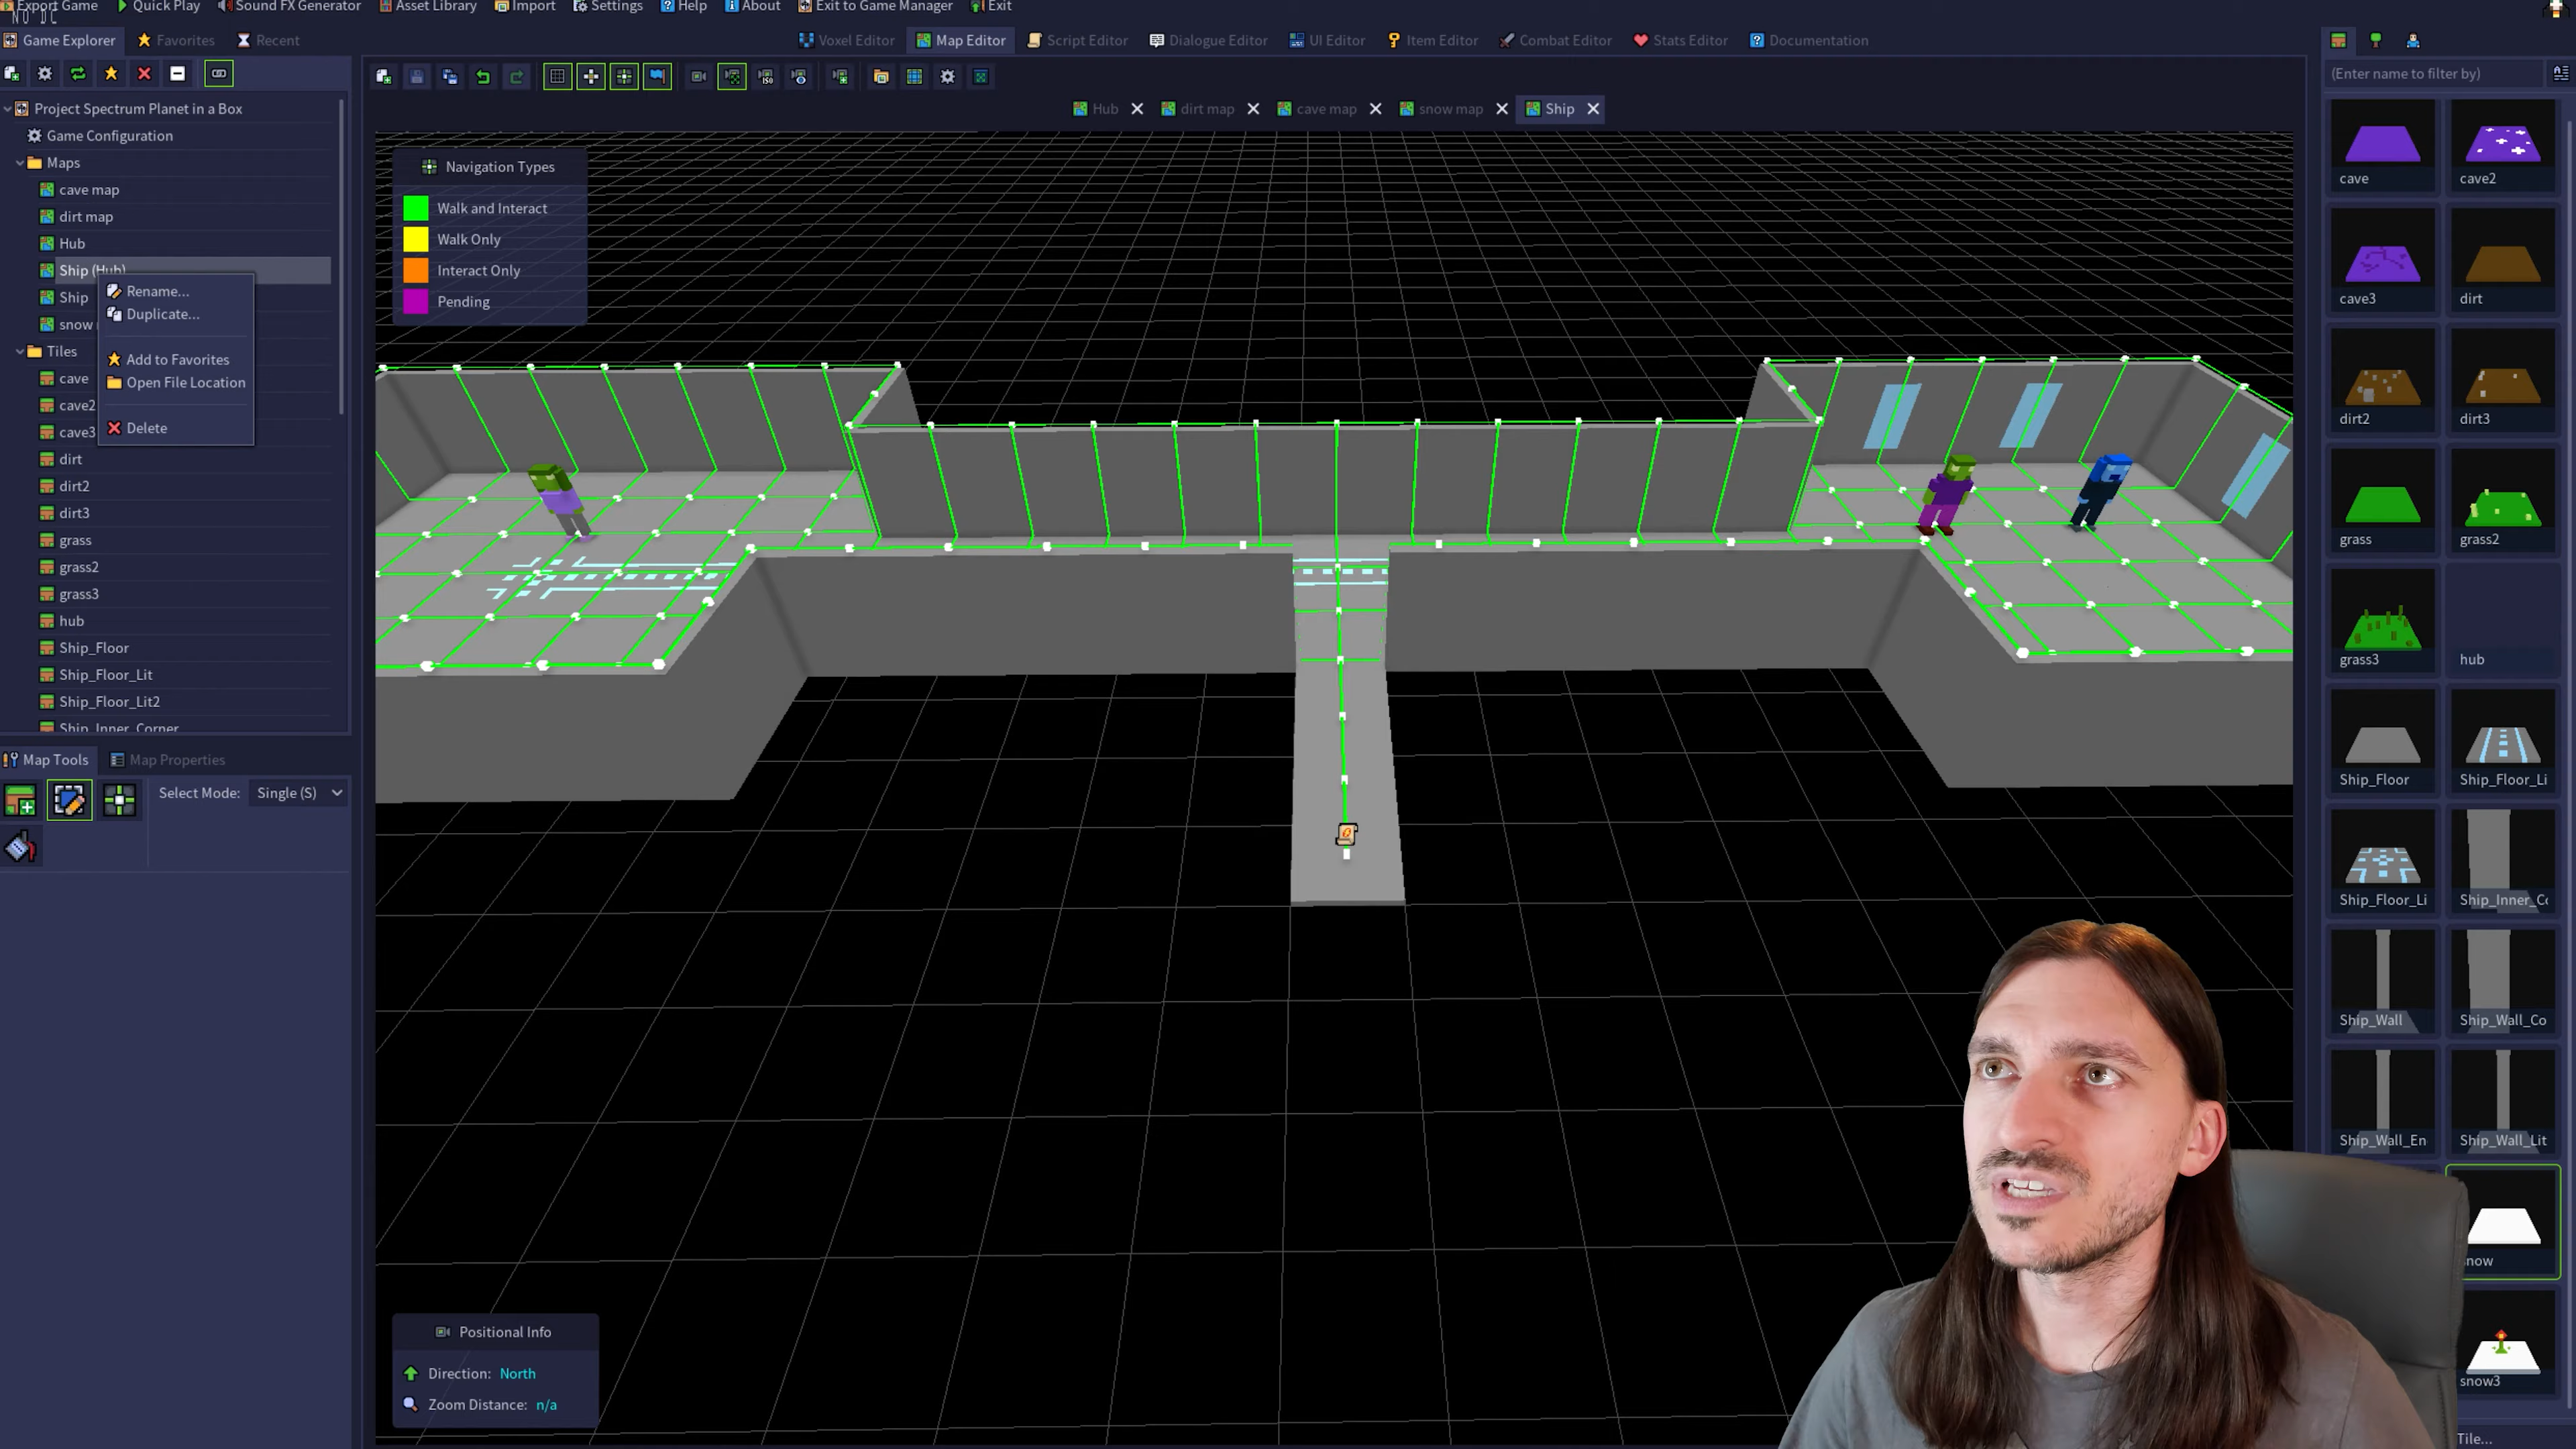 Export Game
Quick Play
Sound FX Generator
Asset Library
Import
Settings
Help
About
Exit to Game Manager
Exit
Game Explorer
Favorites
Recent
Voxel Editor
Map Editor
Script Editor
Dialogue Editor
UI Editor
Item Editor
Combat Editor
Stats Editor
Documentation
(Enter name to filter by)
Hub
dirt map
cave map
snow map
Ship
Project Spectrum Planet in a Box
Game Configuration
Maps
cave map
dirt map
Hub
Ship (Hub)
Ship
snow
Rename...
Duplicate...
Add to Favorites
Open File Location
Delete
Tiles
cave
cave2
cave3
dirt
dirt2
dirt3
grass
grass2
grass3
hub
Ship_Floor
Ship_Floor_Lit
Ship_Floor_Lit2
Ship_Inner_Corner
Map Tools
Map Properties
Select Mode:
Single (S)
Navigation Types
Walk and Interact
Walk Only
Interact Only
Pending
Positional Info
Direction: North
Zoom Distance: n/a
cave
cave2
cave3
dirt
dirt2
dirt3
grass
grass2
grass3
hub
Ship_Floor
Ship_Floor_Li
Ship_Floor_Li
Ship_Inner_Co
Ship_Wall
Ship_Wall_Co
Ship_Wall_En
Ship_Wall_Lit
snow
snow3
Tile...